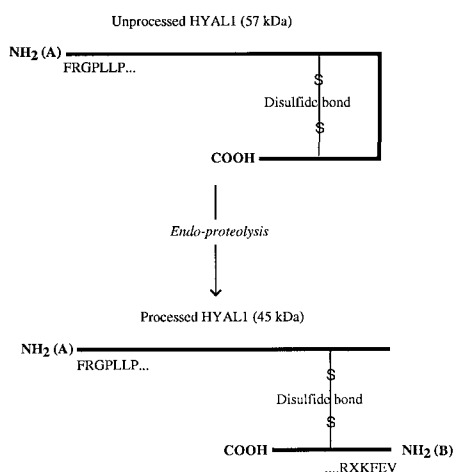 Unprocessed HYAL1 (57 kDa)
NH2 (A)
FRGPLLP...
S
Disulfide bond
S
COOH
Endo-proteolysis
Processed HYAL1 (45 kDa)
NH2 (A)
FRGPLLP...
S
Disulfide bond
S
COOH NH2 (B)
....RXKFEV